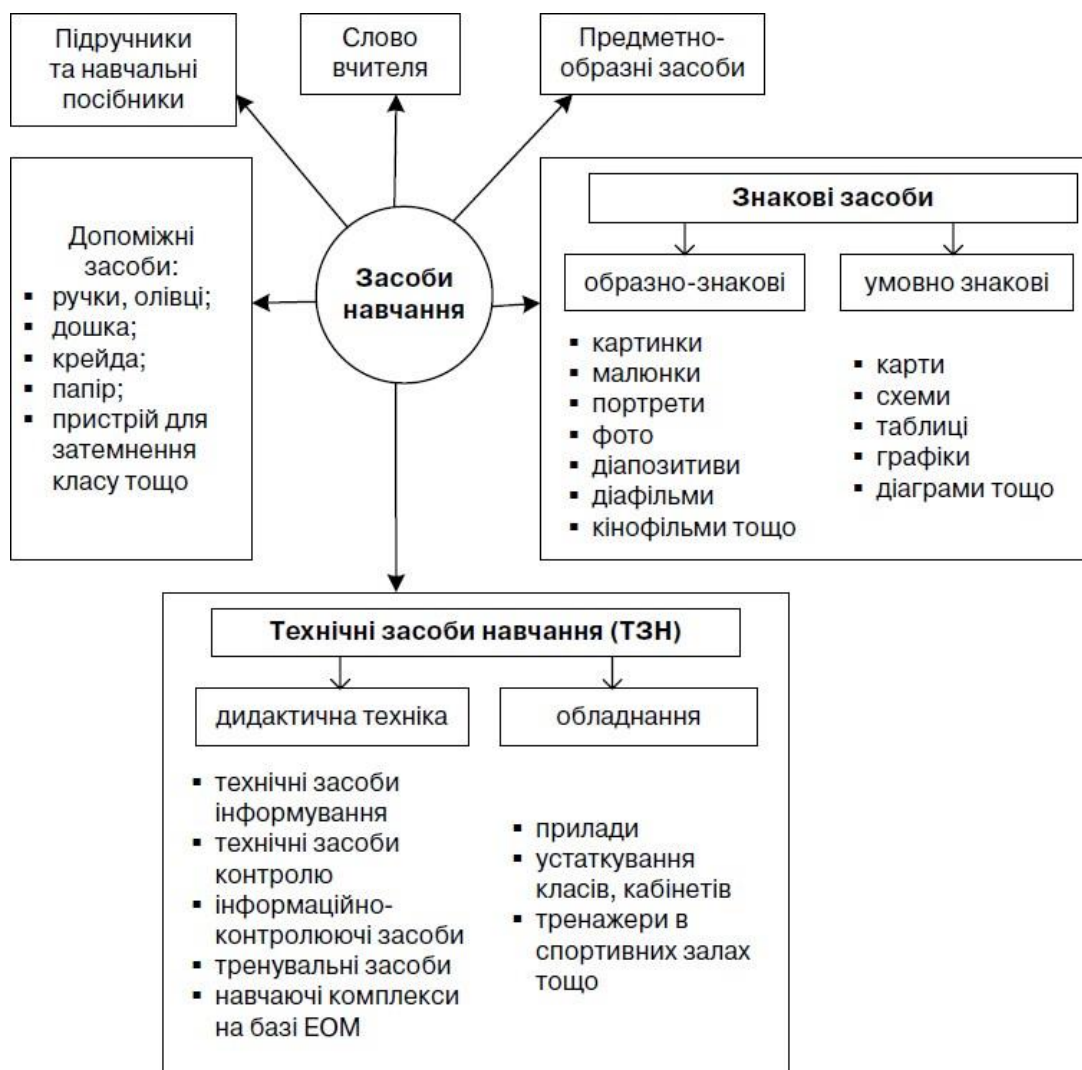 Підручники
та навчальні
посібники
Слово
вчителя
Предметно-
образні засоби
Допоміжні
засоби:
▪ ручки, олівці;
▪ дошка;
▪ крейда;
▪ папір;
▪ пристрій для
затемнення
класу тощо
Засоби
навчання
Знакові засоби
образно-знакові
▪ картинки
▪ малюнки
▪ портрети
▪ фото
▪ діапозитиви
▪ діафільми
▪ кінофільми тощо
умовно знакові
▪ карти
▪ схеми
▪ таблиці
▪ графіки
▪ діаграми тощо
Технічні засоби навчання (ТЗН)
дидактична техніка
▪ технічні засоби
інформування
▪ технічні засоби
контролю
▪ інформаційно-
контролюючі засоби
▪ тренувальні засоби
▪ навчаючі комплекси
на базі ЕОМ
обладнання
▪ прилади
▪ устаткування
класів, кабінетів
▪ тренажери в
спортивних залах
тощо